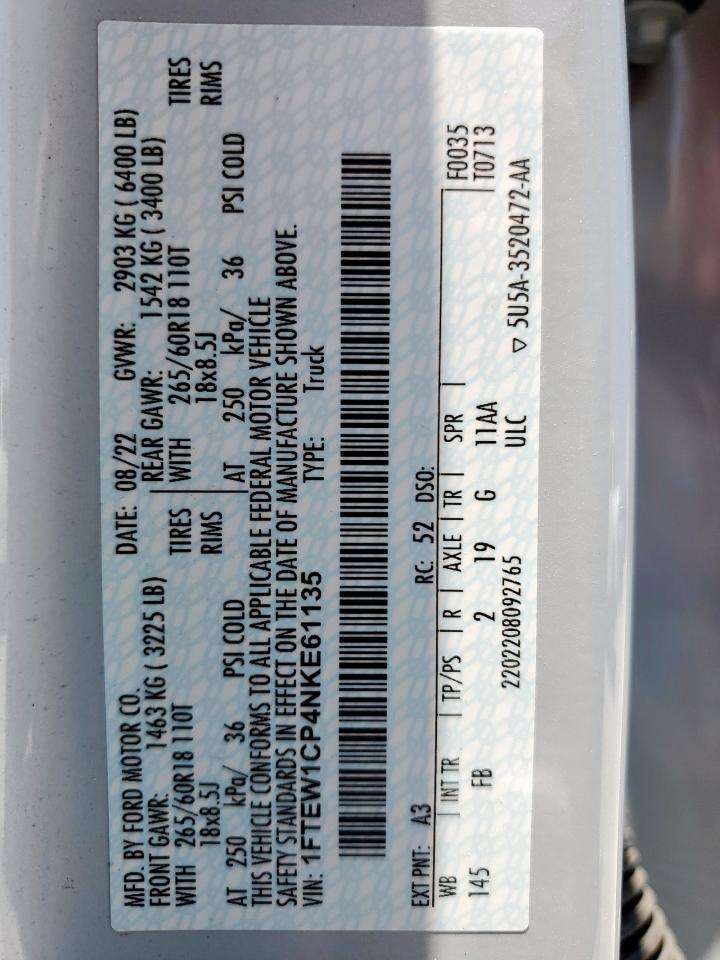 MFD. BY FORD MOTOR CO. DATE: 08/22 GVWR: 2903 KG ( 6400 LB)
FRONT GAWR: 1463 KG ( 3225 LB) REAR GAWR: 1542 KG ( 3400 LB)
WITH 265/60R18 110T TIRES WITH 265/60R18 110T TIRES
18x8.5J RIMS 18x8.5J RIMS
AT 250 kPa/ 36 PSI COLD AT 250 kPa/ 36 PSI COLD
THIS VEHICLE CONFORMS TO ALL APPLICABLE FEDERAL MOTOR VEHICLE
SAFETY STANDARDS IN EFFECT ON THE DATE OF MANUFACTURE SHOWN ABOVE.
VIN: 1FTEW1CP4NKE61135 TYPE: Truck
EXT PNT: A3 RC: 52 DSO:
WB INT TR TP/PS R AXLE TR SPR F0035
145 FB 2 19 G 11AA T0713
2202208092765 ULC
▽ 5U5A-3520472-AA